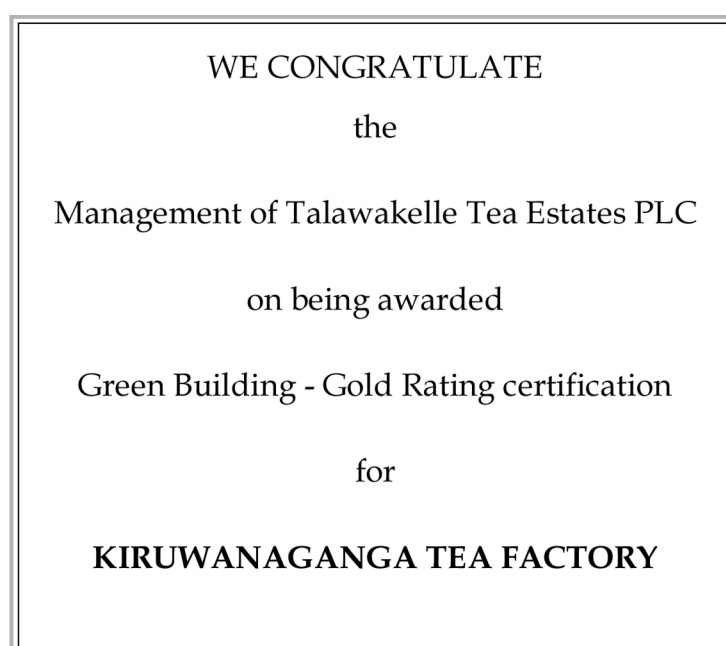 WE CONGRATULATE
the
Management of Talawakelle Tea Estates PLC
on being awarded
Green Building - Gold Rating certification
for
KIRUWANAGANGA TEA FACTORY